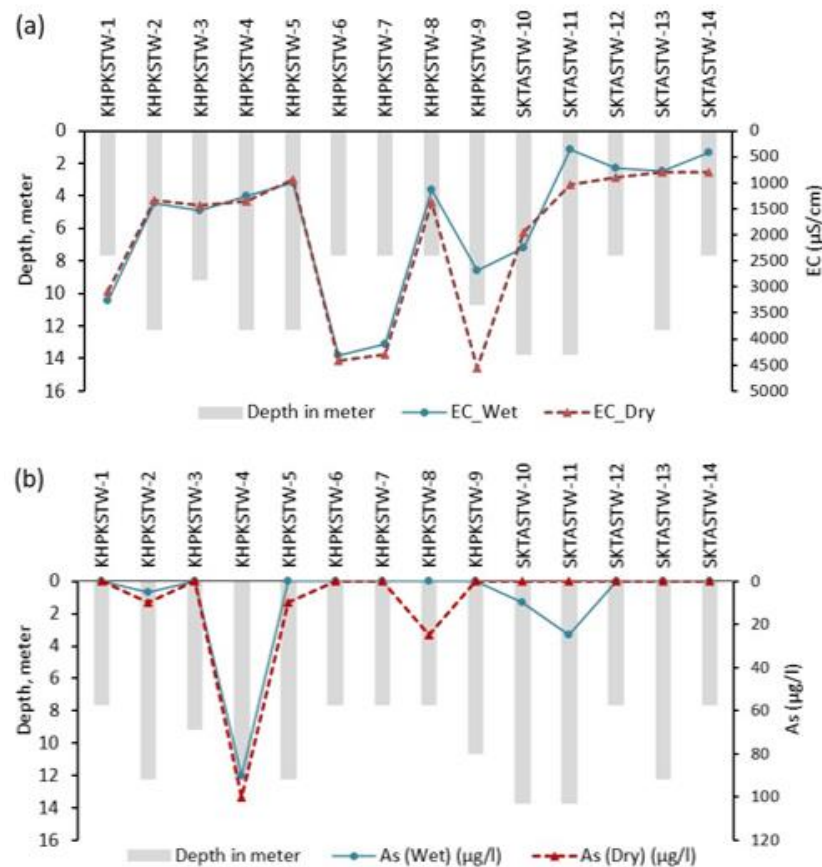 (a)
KHPKSTW-1
KHPKSTW-2
KHPKSTW-3
KHPKSTW-4
KHPKSTW-5
KHPKSTW-6
KHPKSTW-7
KHPKSTW-8
KHPKSTW-9
SKTASTW-10
SKTASTW-11
SKTASTW-12
SKTASTW-13
SKTASTW-14
Depth, meter
0
2
4
6
8
10
12
14
16
0
500
1000
1500
2000
2500
3000
3500
4000
4500
5000
EC (µS/cm)
Depth in meter EC_Wet EC_Dry
(b)
KHPKSTW-1
KHPKSTW-2
KHPKSTW-3
KHPKSTW-4
KHPKSTW-5
KHPKSTW-6
KHPKSTW-7
KHPKSTW-8
KHPKSTW-9
SKTASTW-10
SKTASTW-11
SKTASTW-12
SKTASTW-13
SKTASTW-14
Depth, meter
0
2
4
6
8
10
12
14
16
0
20
40
60
80
100
120
As (µg/l)
Depth in meter As (Wet) (µg/l) As (Dry) (µg/l)